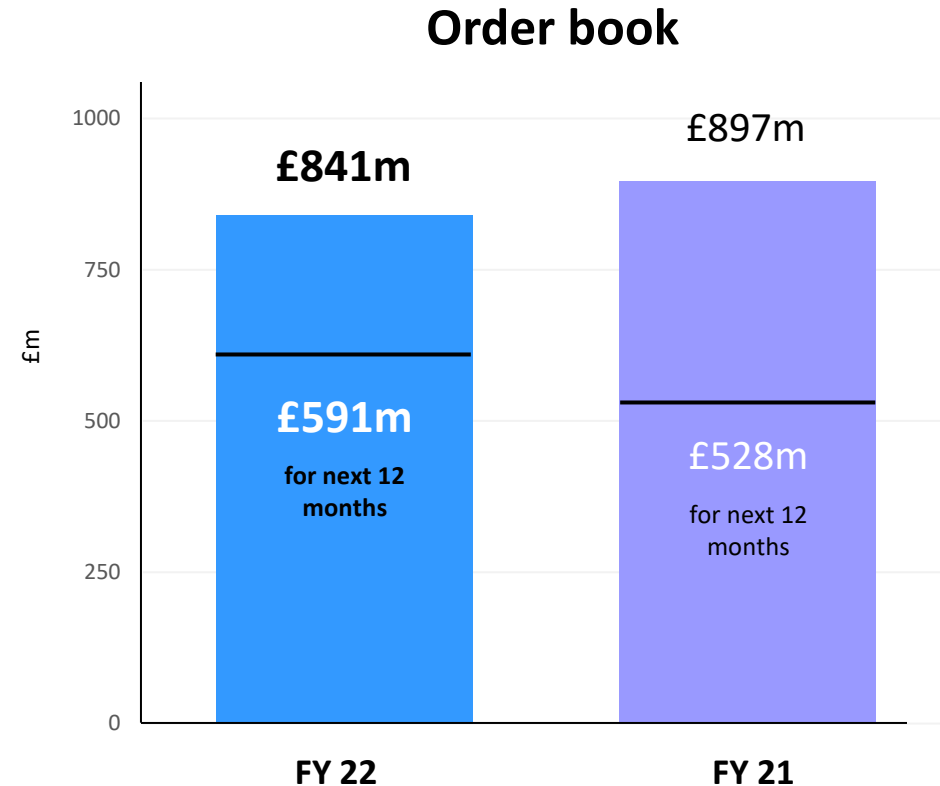 Order book
1000
750
500
250
0
£m
£841m
£591m
for next 12
months
£897m
£528m
for next 12
months
FY 22
FY 21